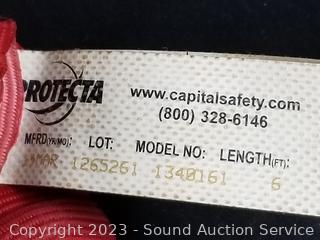 PROTECTA
www.capitalsafety.com
(800) 328-6146
MFRD(YR/MO): LOT: MODEL NO: LENGTH(FT):
MAR 1265261 1340161 6
Copyright 2023 - Sound Auction Service